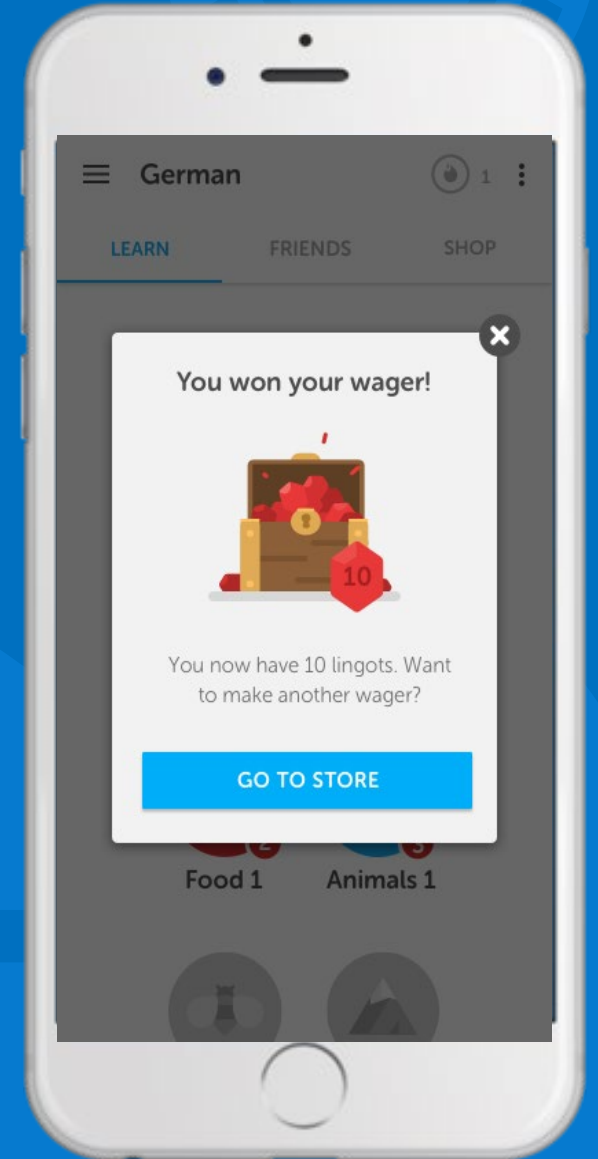 German
1
LEARN
FRIENDS
SHOP
You won your wager!
10
You now have 10 lingots. Want
to make another wager?
GO TO STORE
2
3
Food 1
Animals 1